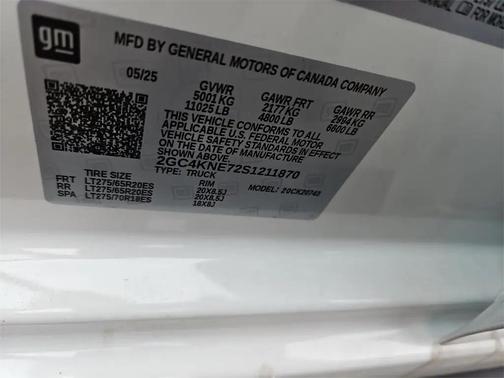 gm
MFD BY GENERAL MOTORS OF CANADA COMPANY
05/25
GVWR
5001 KG
11025 LB
GAWR FRT
2177 KG
4800 LB
GAWR RR
2994 KG
6600 LB
THIS VEHICLE CONFORMS TO ALL
APPLICABLE U.S. FEDERAL MOTOR
VEHICLE SAFETY STANDARDS IN EFFECT
ON THE DATE OF MANUFACTURE
SHOWN ABOVE.
2GC4KNE72S1211870
TYPE: TRUCK
MODEL: 20CK20743
TIRE SIZE
RIM
FRT LT275/65R20ES 20X8.5J
RR LT275/65R20ES 20X8.5J
SPA LT275/70R18ES 18X8J